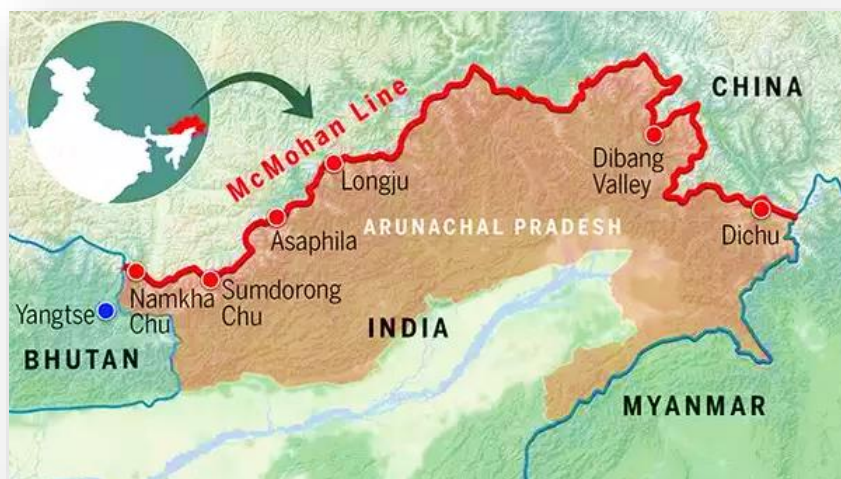 McMohan Line
CHINA
Dibang
Valley
Longju
ARUNACHAL PRADESH
Dichu
Asaphila
Namkha
Chu
Sumdorong
Chu
Yangtse
INDIA
BHUTAN
MYANMAR